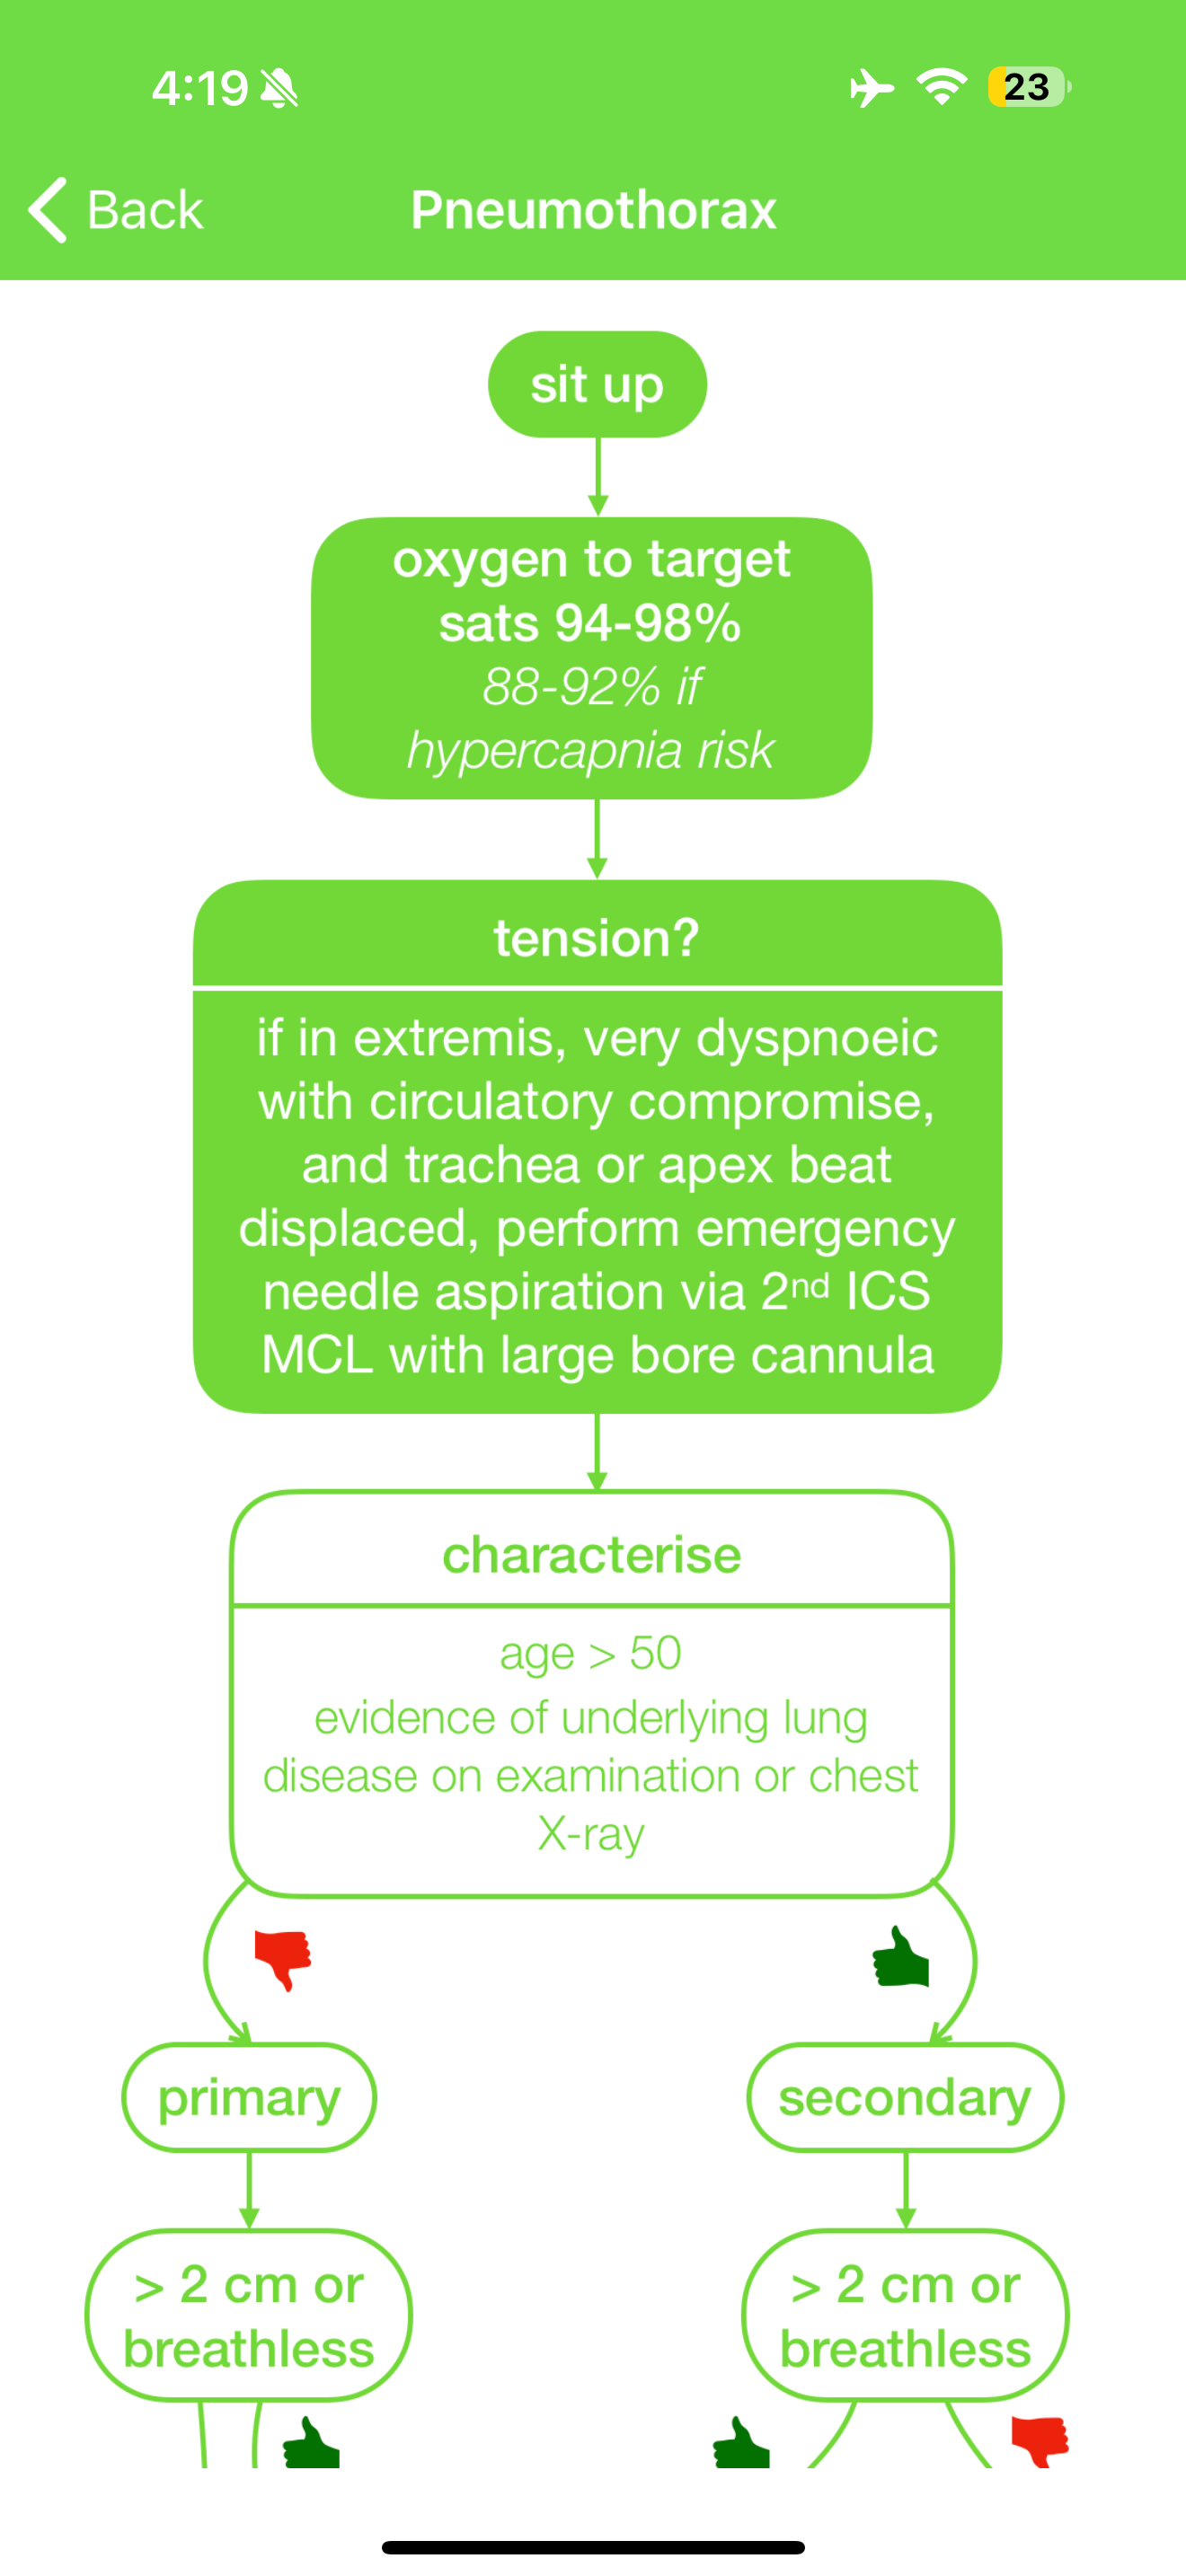 4:19
23
Back
Pneumothorax
sit up
oxygen to target
sats 94-98%
88-92% if
hypercapnia risk
tension?
if in extremis, very dyspnoeic
with circulatory compromise,
and trachea or apex beat
displaced, perform emergency
needle aspiration via 2nd ICS
MCL with large bore cannula
characterise
age > 50
evidence of underlying lung
disease on examination or chest
X-ray
primary
secondary
> 2 cm or
breathless
> 2 cm or
breathless